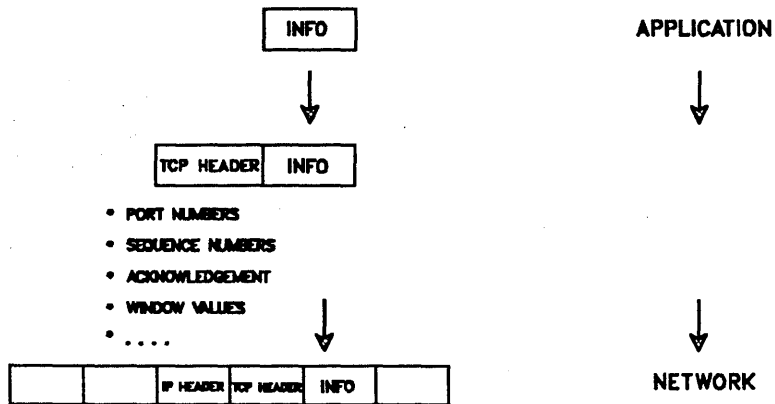 INFO
APPLICATION
TCP HEADER INFO
• PORT NUMBERS
• SEQUENCE NUMBERS
• ACKNOWLEDGEMENT
• WINDOW VALUES
• ....
IP HEADER TCP HEADER INFO
NETWORK